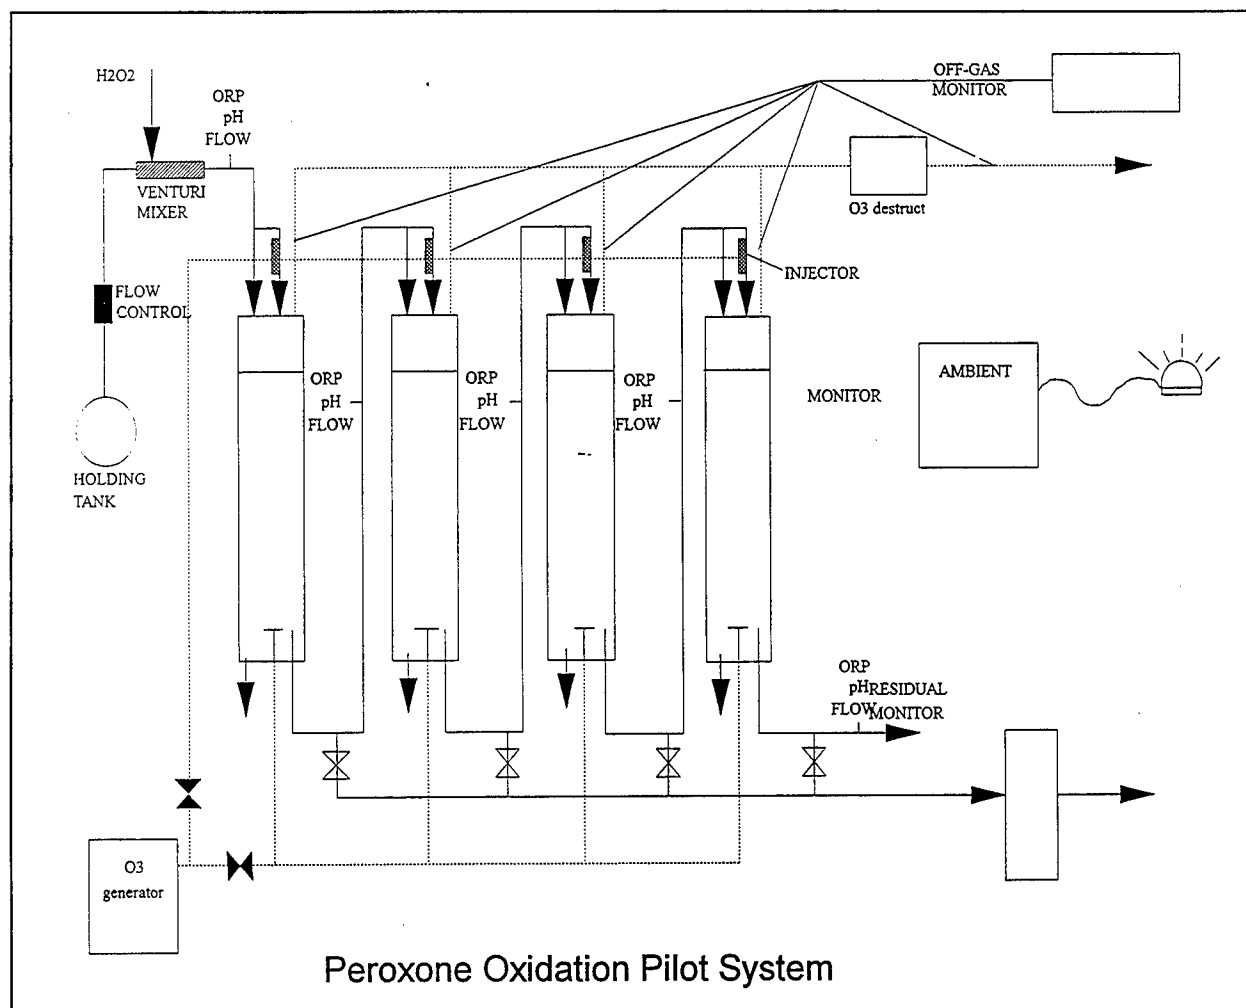 H2O2
ORP
pH
FLOW
VENTURI
MIXER
OFF-GAS
MONITOR
O3 destruct
INJECTOR
FLOW
CONTROL
ORP
pH
FLOW
ORP
pH
FLOW
ORP
pH
FLOW
MONITOR
AMBIENT
HOLDING
TANK
ORP
pH
FLOW
RESIDUAL
MONITOR
O3
generator
Peroxone Oxidation Pilot System